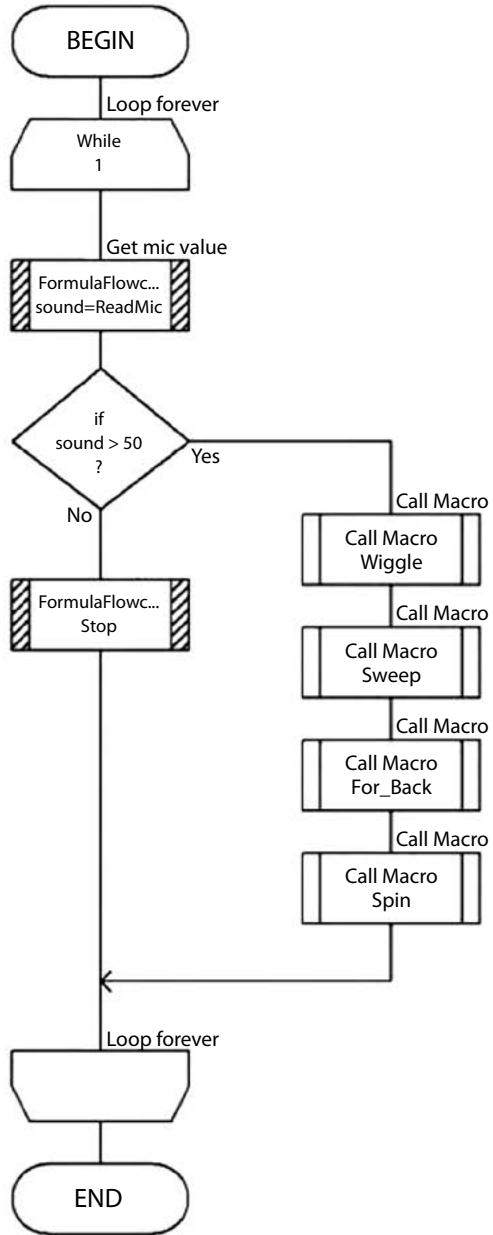 BEGIN
Loop forever
While
1
Get mic value
FormulaFlowc...
sound=ReadMic
if
sound > 50
?
Yes
No
FormulaFlowc...
Stop
Call Macro
Call Macro
Wiggle
Call Macro
Call Macro
Sweep
Call Macro
Call Macro
For_Back
Call Macro
Call Macro
Spin
Loop forever
END